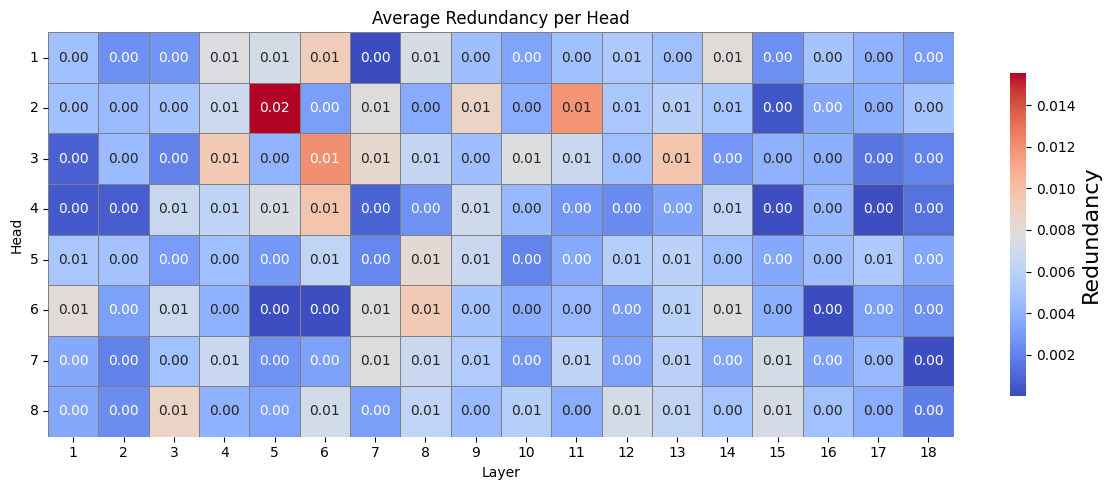 Average Redundancy per Head
1 0.00 0.00 0.00 0.01 0.01 0.01 0.00 0.01 0.00 0.00 0.00 0.01 0.00 0.01 0.00 0.00 0.00 0.00
2 0.00 0.00 0.00 0.01 0.02 0.00 0.01 0.00 0.01 0.00 0.01 0.01 0.01 0.01 0.00 0.00 0.00 0.00
3 0.00 0.00 0.00 0.01 0.00 0.01 0.01 0.01 0.00 0.01 0.01 0.00 0.01 0.00 0.00 0.00 0.00 0.00
4 0.00 0.00 0.01 0.01 0.01 0.01 0.00 0.00 0.01 0.00 0.00 0.00 0.00 0.01 0.00 0.00 0.00 0.00
5 0.01 0.00 0.00 0.00 0.00 0.01 0.00 0.01 0.01 0.00 0.00 0.01 0.01 0.00 0.00 0.00 0.01 0.00
6 0.01 0.00 0.01 0.00 0.00 0.00 0.01 0.01 0.00 0.00 0.00 0.00 0.01 0.01 0.00 0.00 0.00 0.00
7 0.00 0.00 0.00 0.01 0.00 0.00 0.01 0.01 0.01 0.00 0.01 0.00 0.01 0.00 0.01 0.00 0.00 0.00
8 0.00 0.00 0.01 0.00 0.00 0.01 0.00 0.01 0.00 0.01 0.00 0.01 0.01 0.00 0.01 0.00 0.00 0.00
Head
1 2 3 4 5 6 7 8 9 10 11 12 13 14 15 16 17 18
Layer
0.014
0.012
0.010
0.008
0.006
0.004
0.002
Redundancy